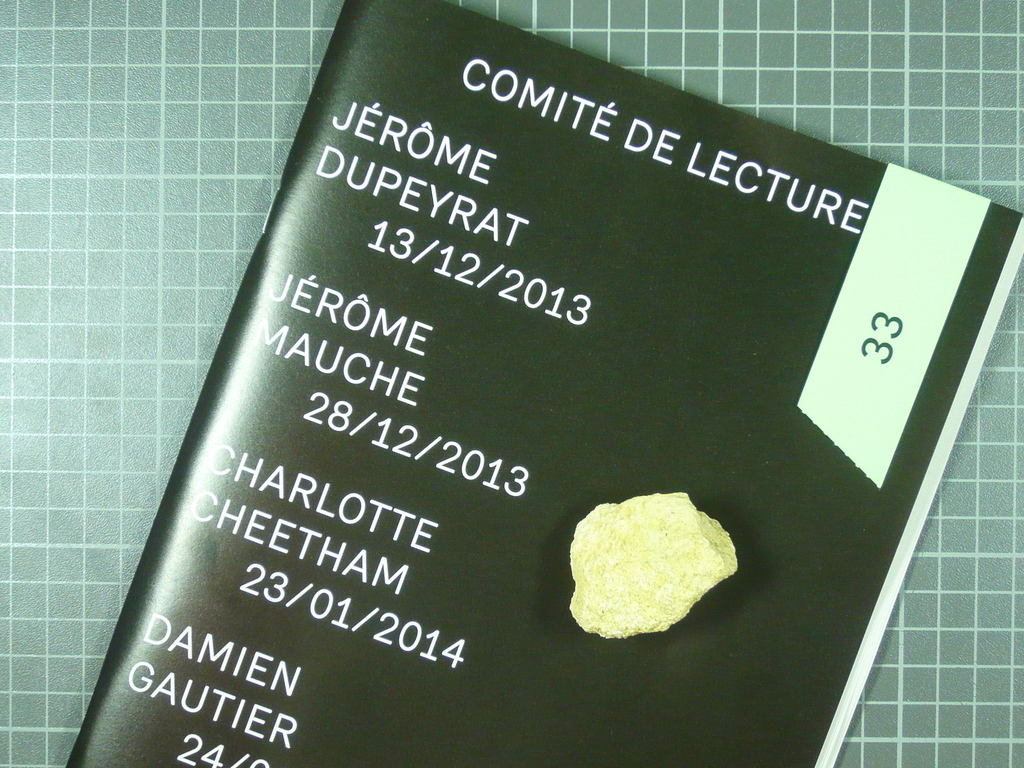 COMITÉ DE LECTURE
JÉRÔME
DUPEYRAT
13/12/2013
JÉRÔME
MAUCHE
28/12/2013
CHARLOTTE
CHEETHAM
23/01/2014
DAMIEN
GAUTIER
33